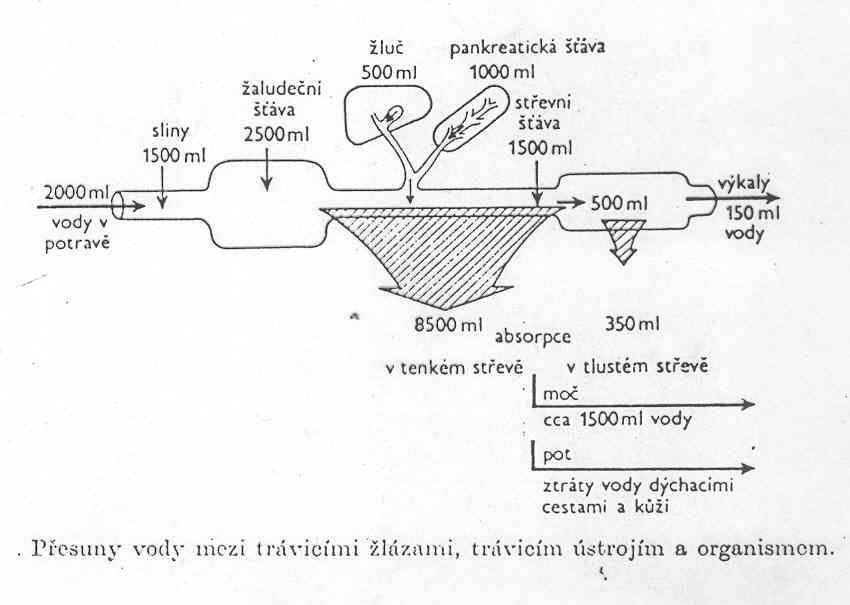 žluč
500 ml
pankreatická šťáva
1000 ml
žaludeční
šťáva
2500 ml
střevní
šťáva
1500 ml
sliny
1500 ml
2000 ml
vody v
potravě
500 ml
výkaly
150 ml
vody
8500 ml
absorpce
350 ml
v tenkém střevě
v tlustém střevě
moč
cca 1500 ml vody
pot
ztráty vody dýchacími
cestami a kůží
. Přesuny vody mezi trávicími žlázami, trávicím ústrojím a organismem.